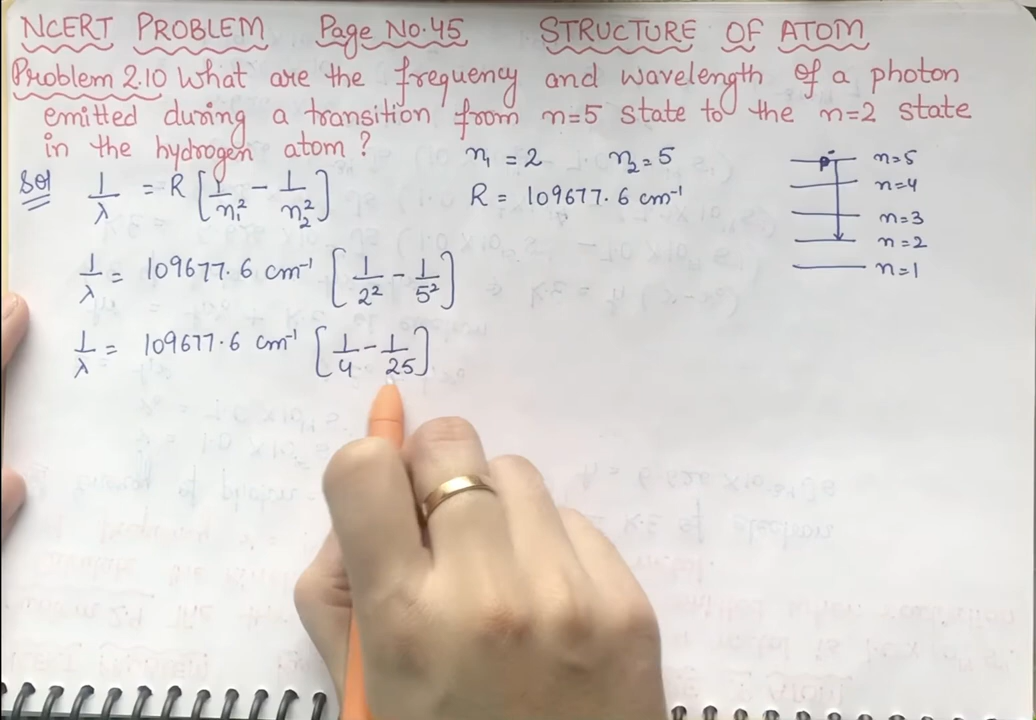 NCERT PROBLEM Page No.45 STRUCTURE OF ATOM
Problem 2.10 What are the frequency and wavelength of a photon
emitted during a transition from n=5 state to the n=2 state
in the hydrogen atom?
n₁ = 2 n₂ = 5
Sol 1/λ = R [1/n₁² - 1/n₂²]
R = 109677.6 cm⁻¹
n=5
n=4
n=3
n=2
n=1
1/λ = 109677.6 cm⁻¹ [1/2² - 1/5²]
1/λ = 109677.6 cm⁻¹ [1/4 - 1/25]